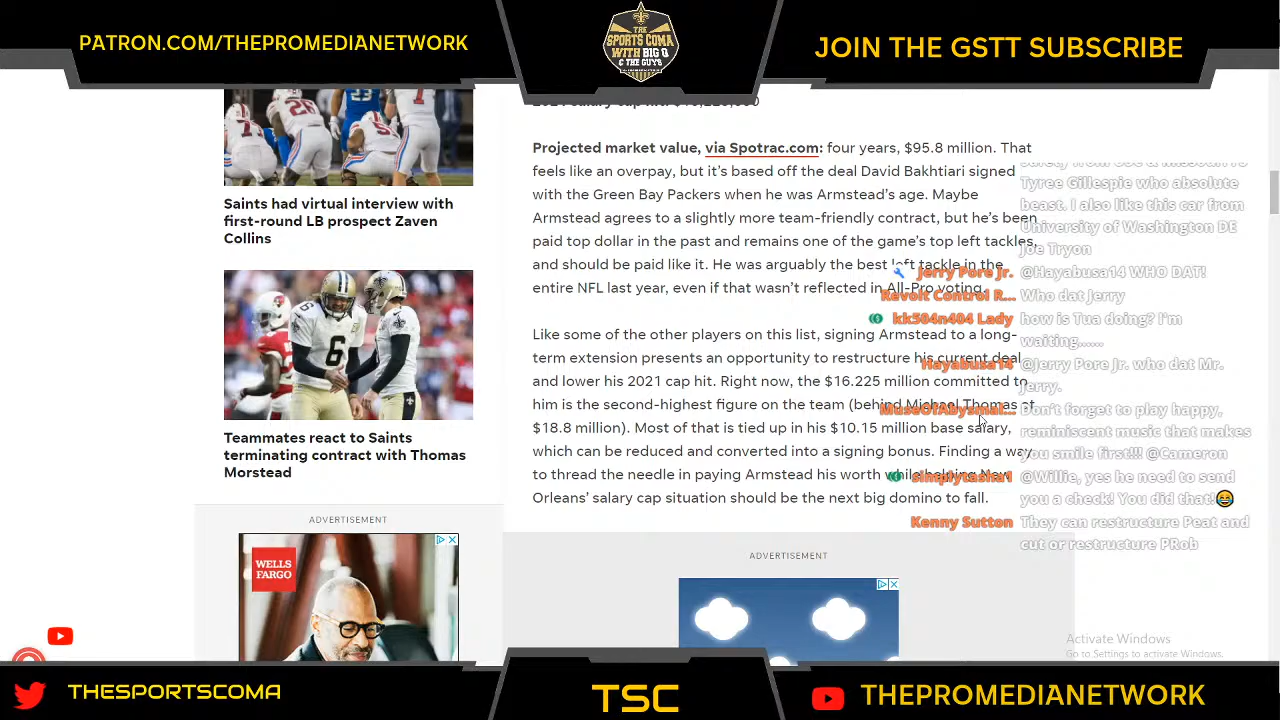 PATRON.COM/THEPROMEDIANETWORK
THE
SPORTS COMA
WITH BIG Q
& THE GUYS
JOIN THE GSTT SUBSCRIBE
Saints had virtual interview with
first-round LB prospect Zaven
Collins
Teammates react to Saints
terminating contract with Thomas
Morstead
ADVERTISEMENT
WELLS
FARGO
Projected market value, via Spotrac.com: four years, $95.8 million. That
feels like an overpay, but it's based off the deal David Bakhtiari signed
with the Green Bay Packers when he was Armstead's age. Maybe
Armstead agrees to a slightly more team-friendly contract, but he's been
paid top dollar in the past and remains one of the game's top left tackles,
and should be paid like it. He was arguably the best left tackle in the
entire NFL last year, even if that wasn't reflected in All-Pro voting.
Like some of the other players on this list, signing Armstead to a long-
term extension presents an opportunity to restructure his current deal
and lower his 2021 cap hit. Right now, the $16.225 million committed to
him is the second-highest figure on the team (behind Michael Thomas at
$18.8 million). Most of that is tied up in his $10.15 million base salary,
which can be reduced and converted into a signing bonus. Finding a way
to thread the needle in paying Armstead his worth while helping New
Orleans' salary cap situation should be the next big domino to fall.
ADVERTISEMENT
Tyree Gillespie who absolute
beast. I also like this car from
University of Washington DE
Joe Tryon
Jerry Pore Jr. @Hayabusa14 WHO DAT!
Revolt Control R... Who dat Jerry
kk504n404 Lady how is Tua doing? I'm
waiting......
Hayabusa14 @Jerry Pore Jr. who dat Mr.
Jerry.
MuseOfAbysmal... Don't forget to play happy,
reminiscent music that makes
you smile first!!! @Cameron
simplytasha1 @Willie, yes he need to send
you a check! You did that!😂
Kenny Sutton They can restructure Peat and
cut or restructure PRob
Activate Windows
Go to Settings to activate Windows.
THESPORTSCOMA
TSC
THEPROMEDIANETWORK